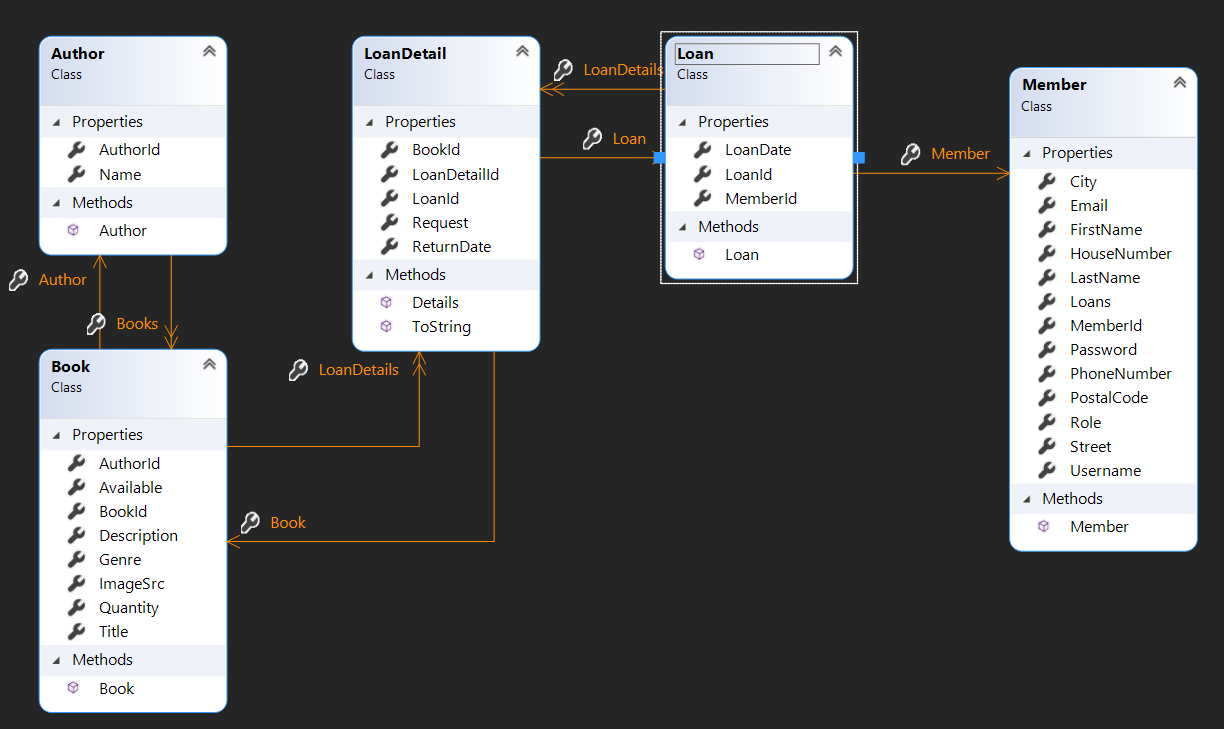 Author
Class
Properties
AuthorId
Name
Methods
Author
Author
Books
Book
Class
Properties
AuthorId
Available
BookId
Description
Genre
ImageSrc
Quantity
Title
Methods
Book
LoanDetail
Class
Properties
BookId
LoanDetailId
LoanId
Request
ReturnDate
Methods
Details
ToString
LoanDetails
Book
LoanDetails
Loan
Loan
Class
Properties
LoanDate
LoanId
MemberId
Methods
Loan
Member
Member
Class
Properties
City
Email
FirstName
HouseNumber
LastName
Loans
MemberId
Password
PhoneNumber
PostalCode
Role
Street
Username
Methods
Member